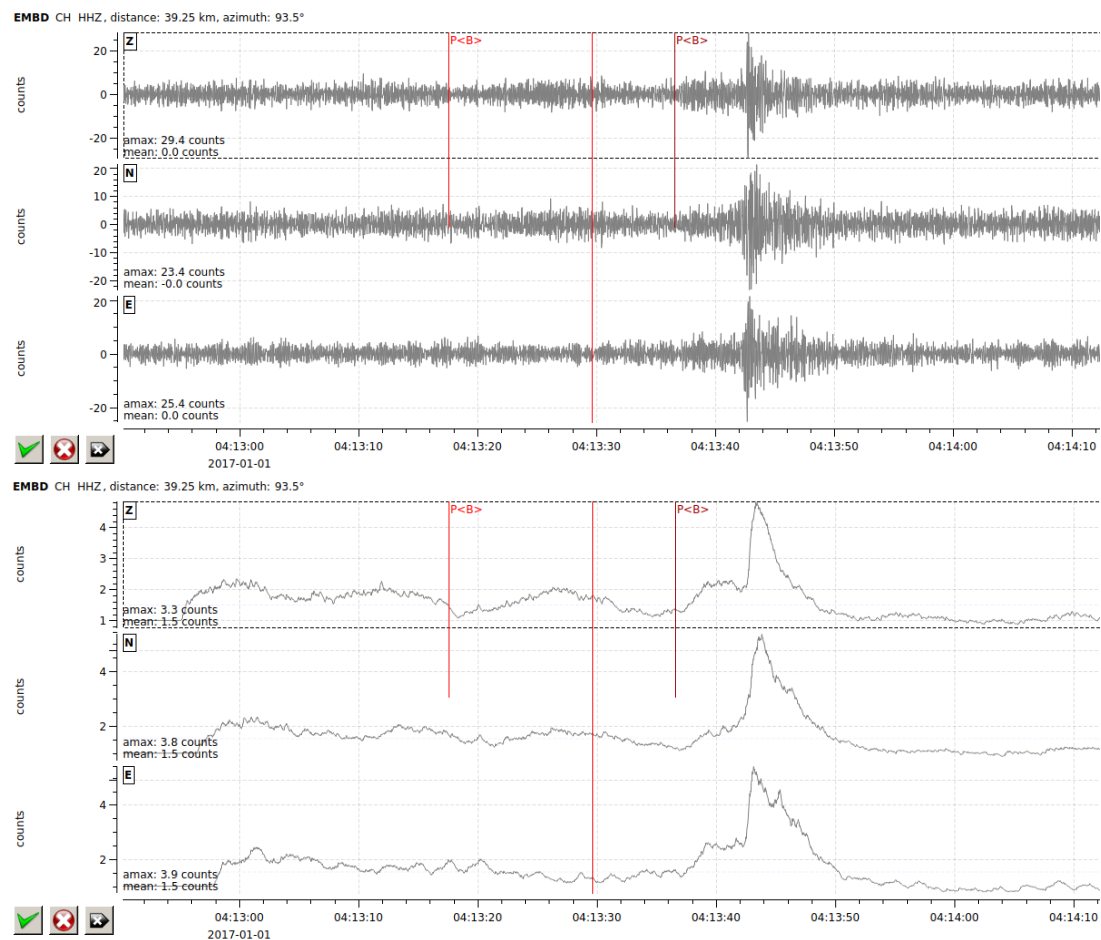 EMBD CH HHZ, distance: 39.25 km, azimuth: 93.5°
Z
P<B>
P<B>
counts
20
0
-20
amax: 29.4 counts
mean: 0.0 counts
N
counts
20
10
0
-10
-20
amax: 23.4 counts
mean: -0.0 counts
E
counts
20
0
-20
amax: 25.4 counts
mean: 0.0 counts
04:13:00 04:13:10 04:13:20 04:13:30 04:13:40 04:13:50 04:14:00 04:14:10
2017-01-01
EMBD CH HHZ, distance: 39.25 km, azimuth: 93.5°
Z
P<B>
P<B>
counts
4
3
2
1
amax: 3.3 counts
mean: 1.5 counts
N
counts
4
2
amax: 3.8 counts
mean: 1.5 counts
E
counts
4
2
amax: 3.9 counts
mean: 1.5 counts
04:13:00 04:13:10 04:13:20 04:13:30 04:13:40 04:13:50 04:14:00 04:14:10
2017-01-01